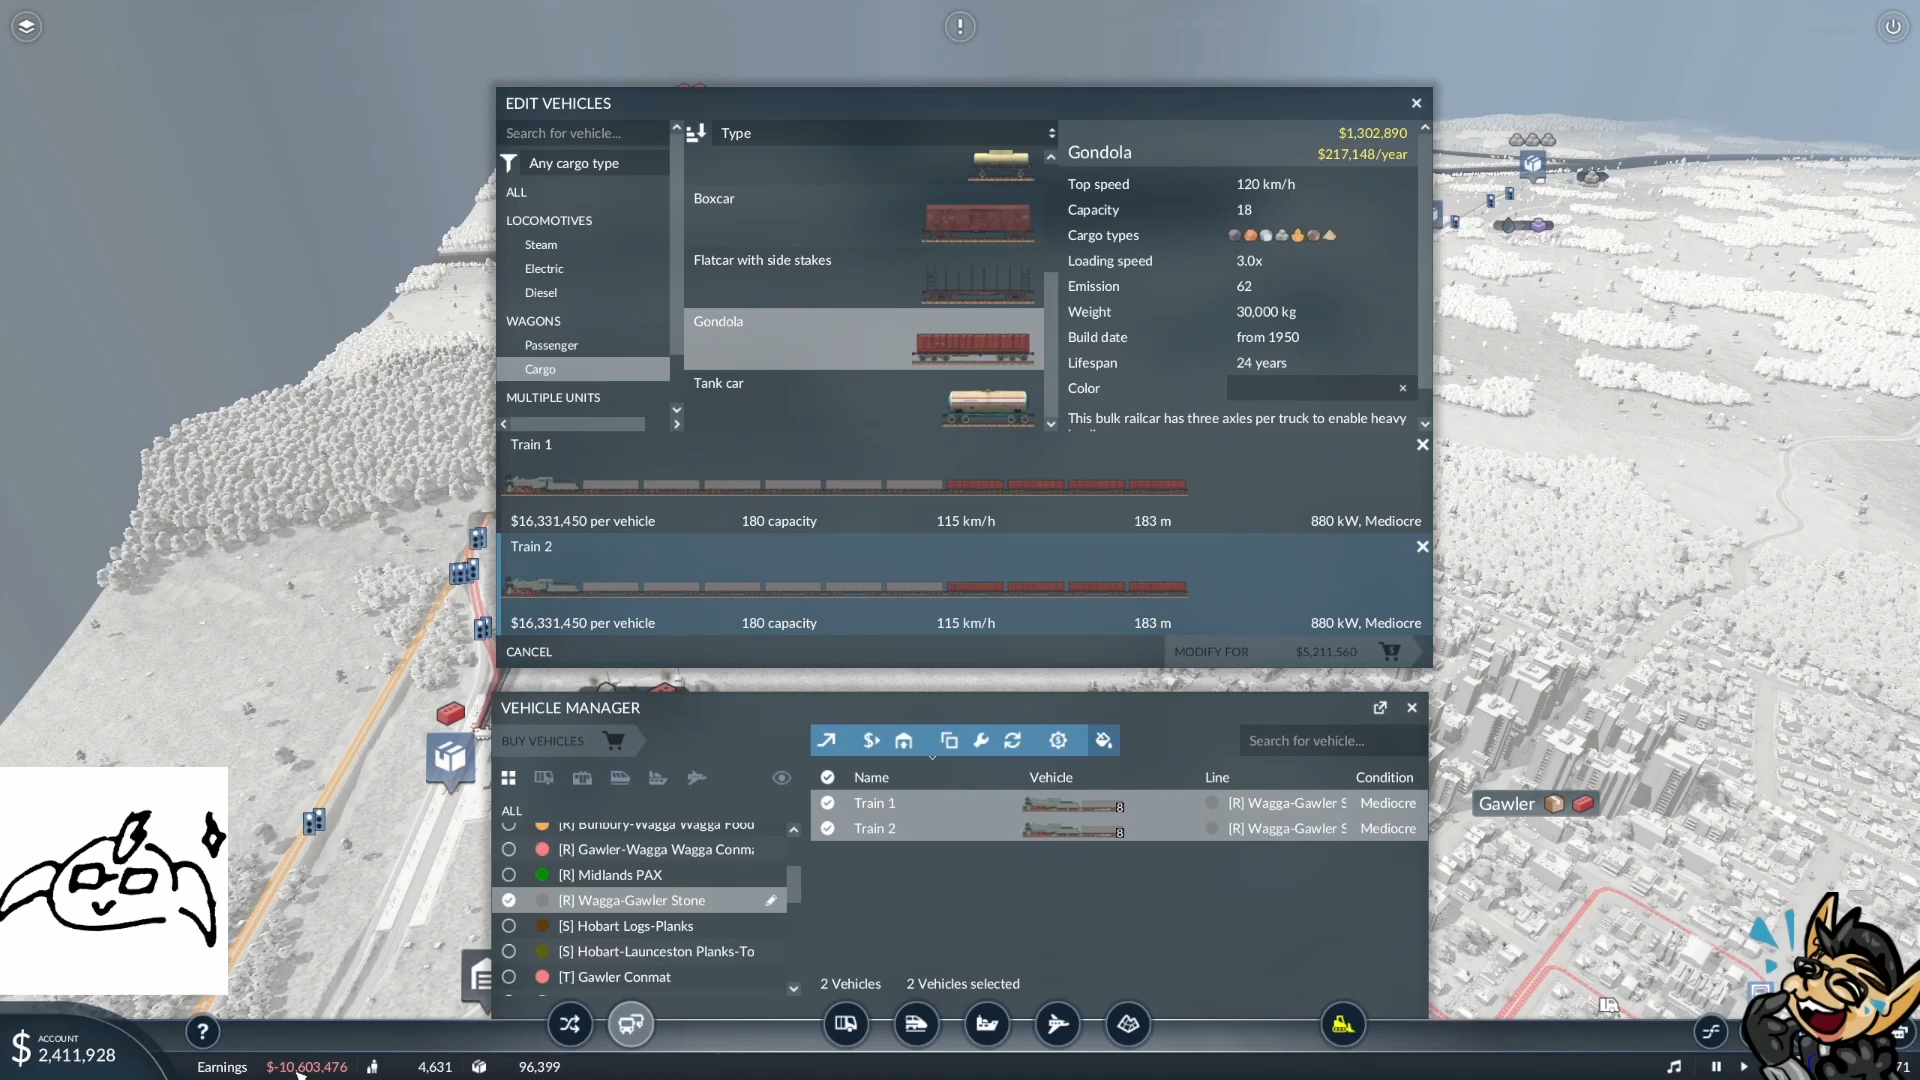 EDIT VEHICLES
Search for vehicle...
Any cargo type
ALL
LOCOMOTIVES
Steam
Electric
Diesel
WAGONS
Passenger
Cargo
MULTIPLE UNITS
Type
Boxcar
Flatcar with side stakes
Gondola
Tank car
$1,302,890
Gondola
$217,148/year
Top speed 120 km/h
Capacity 18
Cargo types
Loading speed 3.0x
Emission 62
Weight 30,000 kg
Build date from 1950
Lifespan 24 years
Color
This bulk railcar has three axles per truck to enable heavy
Train 1
$16,331,450 per vehicle 180 capacity 115 km/h 183 m 880 kW, Mediocre
Train 2
$16,331,450 per vehicle 180 capacity 115 km/h 183 m 880 kW, Mediocre
CANCEL
MODIFY FOR $5,211,560
VEHICLE MANAGER
BUY VEHICLES
Search for vehicle...
ALL
[R] Bunbury-Wagga Wagga Food
[R] Gawler-Wagga Wagga Conma
[R] Midlands PAX
[R] Wagga-Gawler Stone
[S] Hobart Logs-Planks
[S] Hobart-Launceston Planks-To
[T] Gawler Conmat
Name Vehicle Line Condition
Train 1 8 [R] Wagga-Gawler S Mediocre
Train 2 8 [R] Wagga-Gawler S Mediocre
2 Vehicles 2 Vehicles selected
Gawler
$ ACCOUNT
2,411,928
?
Earnings $-10,603,476 4,631 96,399
71